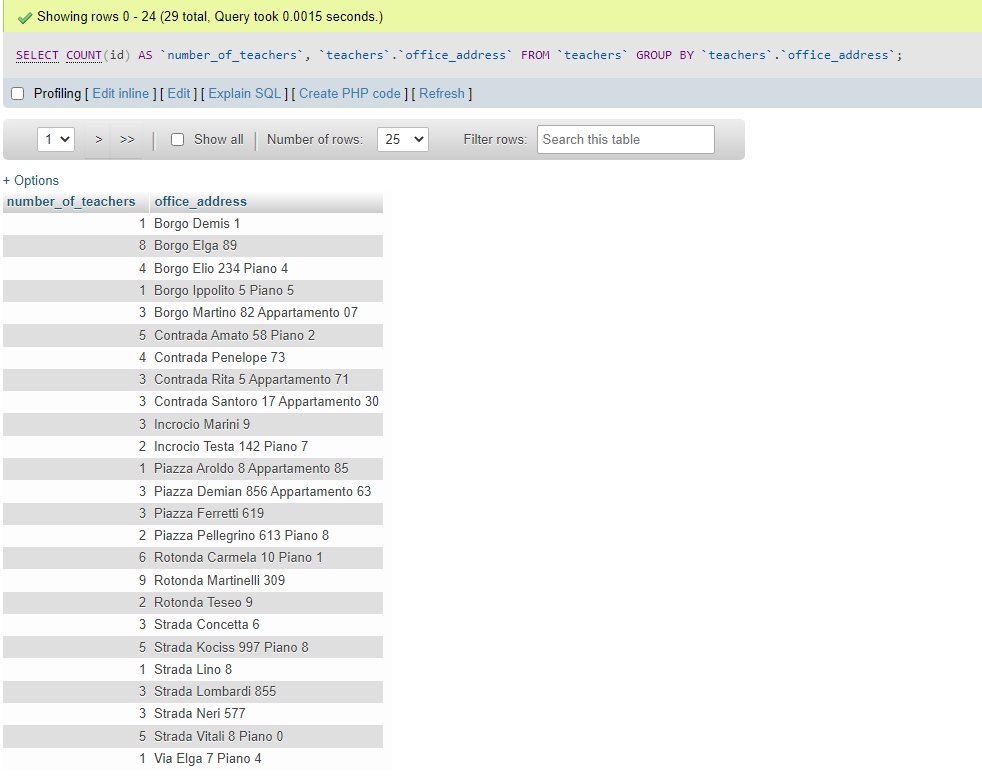 Showing rows 0 - 24 (29 total, Query took 0.0015 seconds.)
SELECT COUNT(id) AS `number_of_teachers`, `teachers`.`office_address` FROM `teachers` GROUP BY `teachers`.`office_address`;
Profiling [ Edit inline ] [ Edit ] [ Explain SQL ] [ Create PHP code ] [ Refresh ]
1 > >> | Show all | Number of rows: 25 Filter rows: Search this table
+ Options
number_of_teachers office_address
1 Borgo Demis 1
8 Borgo Elga 89
4 Borgo Elio 234 Piano 4
1 Borgo Ippolito 5 Piano 5
3 Borgo Martino 82 Appartamento 07
5 Contrada Amato 58 Piano 2
4 Contrada Penelope 73
3 Contrada Rita 5 Appartamento 71
3 Contrada Santoro 17 Appartamento 30
3 Incrocio Marini 9
2 Incrocio Testa 142 Piano 7
1 Piazza Aroldo 8 Appartamento 85
3 Piazza Demian 856 Appartamento 63
3 Piazza Ferretti 619
2 Piazza Pellegrino 613 Piano 8
6 Rotonda Carmela 10 Piano 1
9 Rotonda Martinelli 309
2 Rotonda Teseo 9
3 Strada Concetta 6
5 Strada Kociss 997 Piano 8
1 Strada Lino 8
3 Strada Lombardi 855
3 Strada Neri 577
5 Strada Vitali 8 Piano 0
1 Via Elga 7 Piano 4